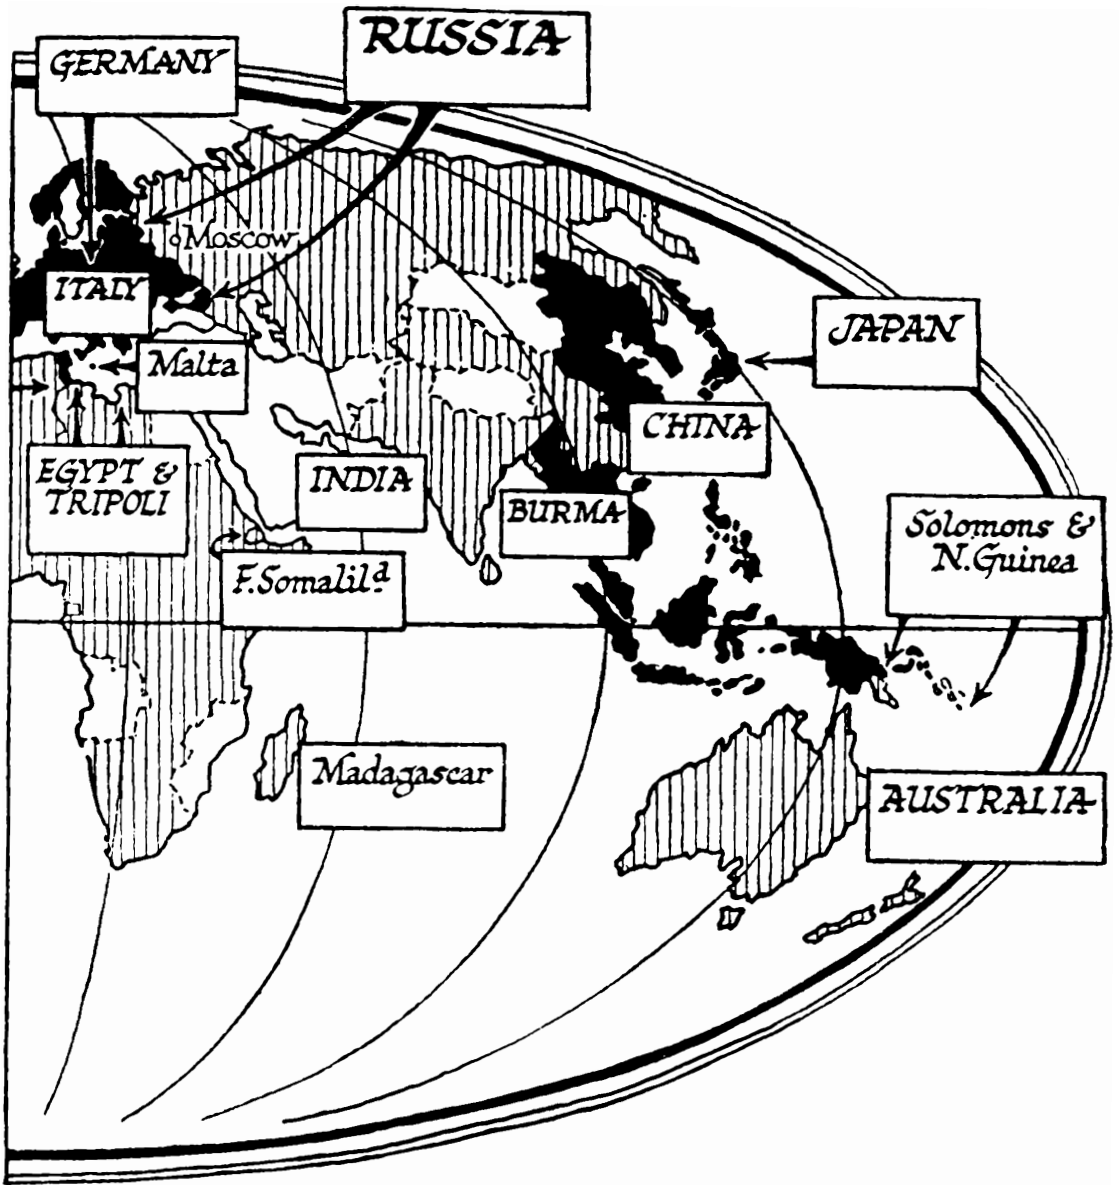 RUSSIA
GERMANY
Moscow
ITALY
JAPAN
Malta
CHINA
EGYPT &
TRIPOLI
INDIA
BURMA
Solomons &
N. Guinea
F. Somalild
Madagascar
AUSTRALIA